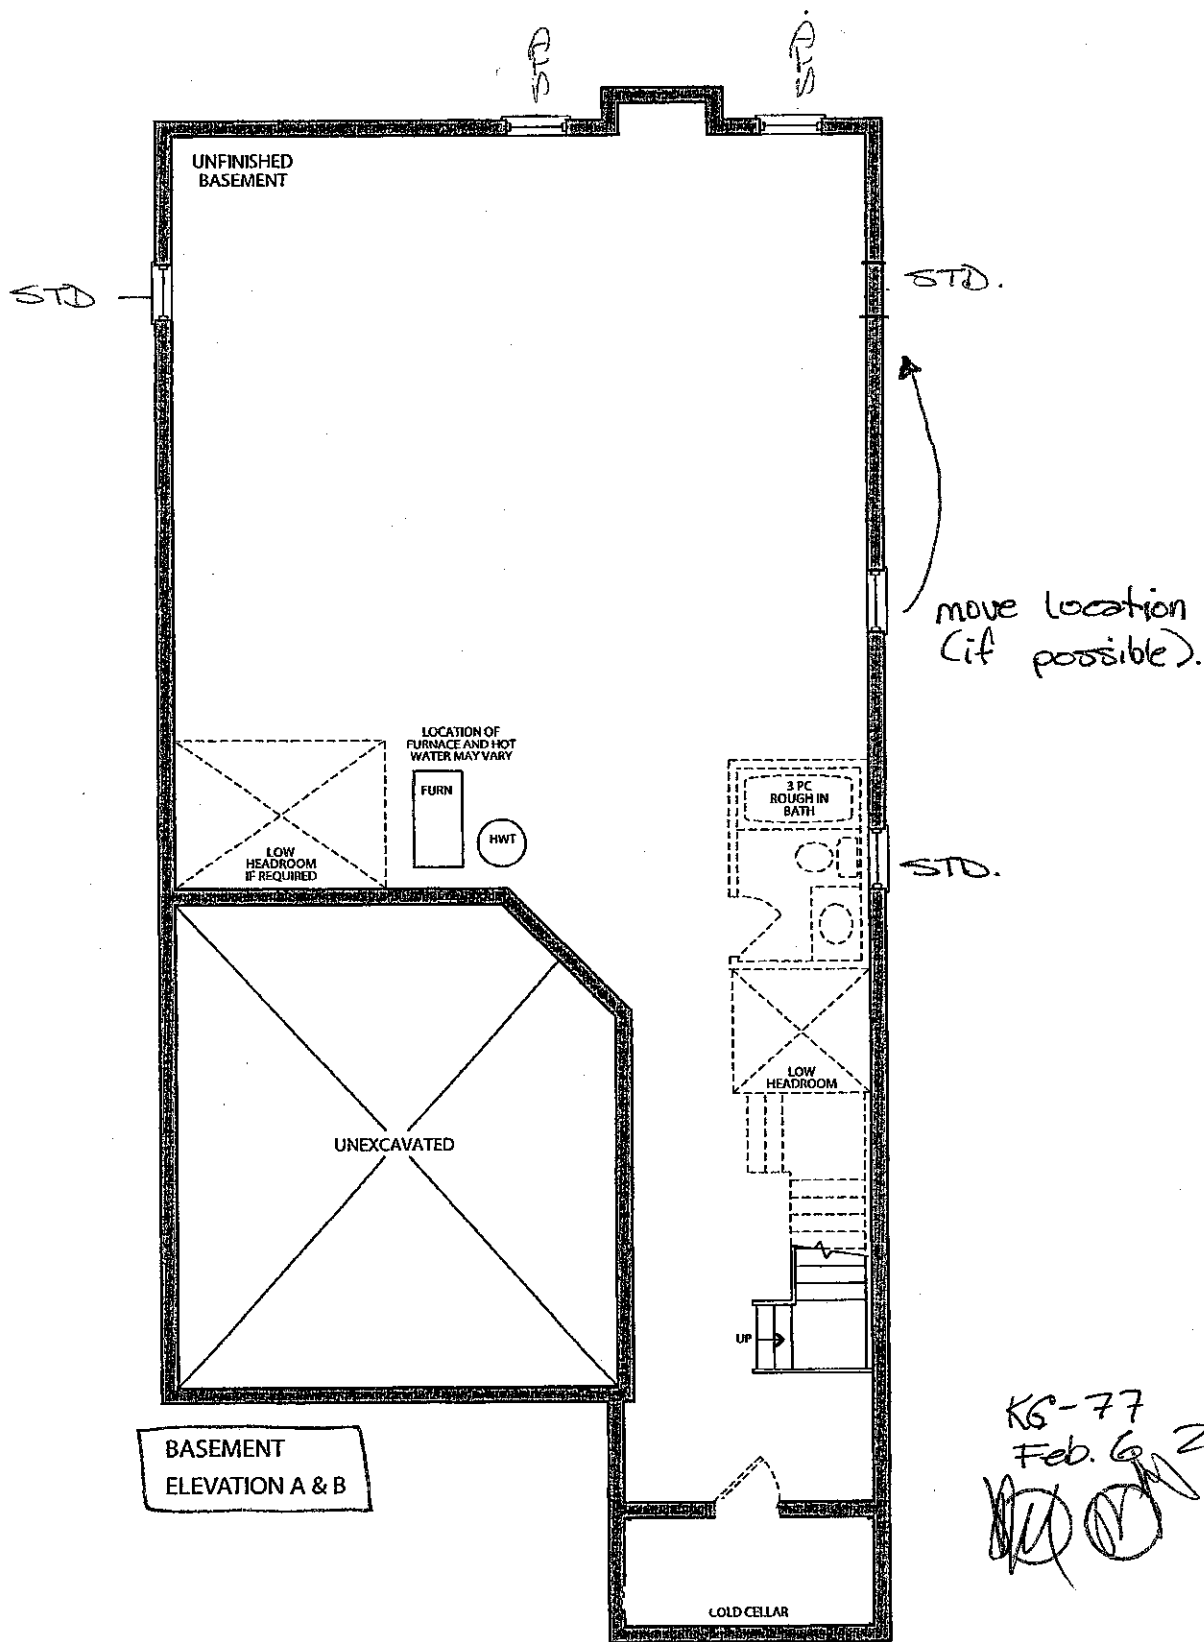 STD.
STD.
UNFINISHED
BASEMENT
STD
STD.
move location
(if possible).
LOCATION OF
FURNACE AND HOT
WATER MAY VARY
FURN
HWT
LOW
HEADROOM
IF REQUIRED
3 PC
ROUGH IN
BATH
STD.
LOW
HEADROOM
UNEXCAVATED
UP
BASEMENT
ELEVATION A & B
KG-77
Feb. 6
COLD CELLAR